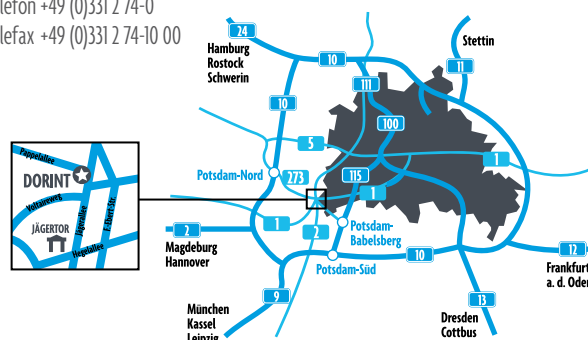 lefon +49 (0)331 2 74-0
lefax +49 (0)331 2 74-10 00
24
Hamburg
Rostock
Schwerin
10
Stettin
11
111
10
100
5
1
Potsdam-Nord
273
115
1
Pappelallee
DORINT
Voltaireweg
JÄGERTOR
Jägerallee
F.-Ebert-Str.
Hegelallee
1
2
2
Magdeburg
Hannover
Potsdam-
Babelsberg
Potsdam-Süd
10
12
Frankfurt
a. d. Oder
9
München
Kassel
Leipzig
13
Dresden
Cottbus